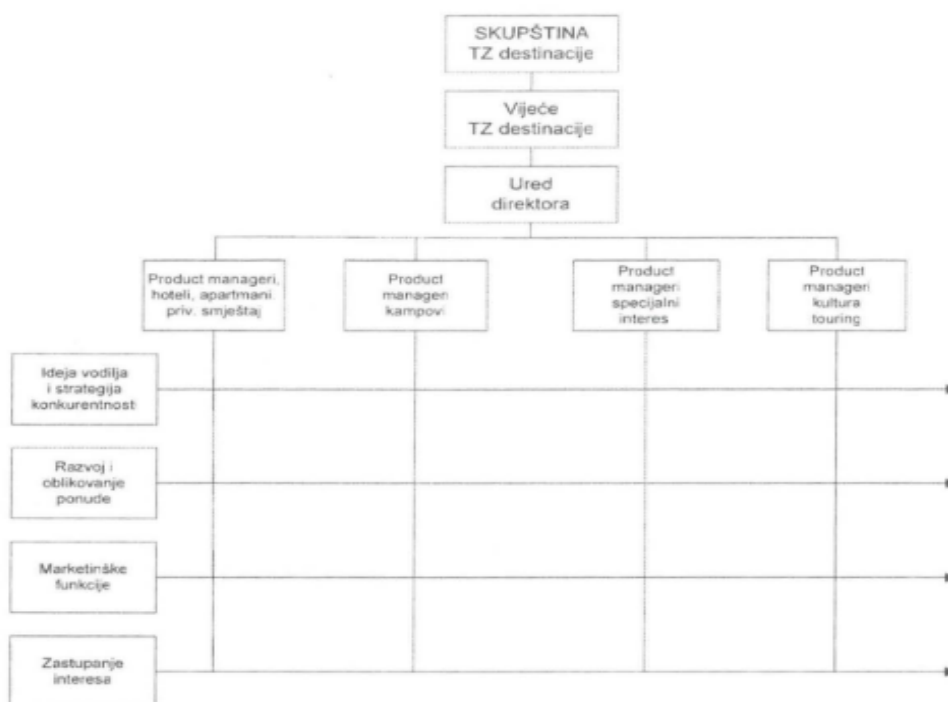 SKUPŠTINA
TZ destinacije
Vijeće
TZ destinacije
Ured
direktora
Product manageri,
hoteli, apartmani
priv. smještaj
Product
manageri
kampovi
Product
manageri
specijalni
interes
Product
manageri
kultura
touring
Ideja vodilja
i strategija
konkurentnosti
Razvoj i
oblikovanje
ponude
Marketinške
funkcije
Zastupanje
interesa